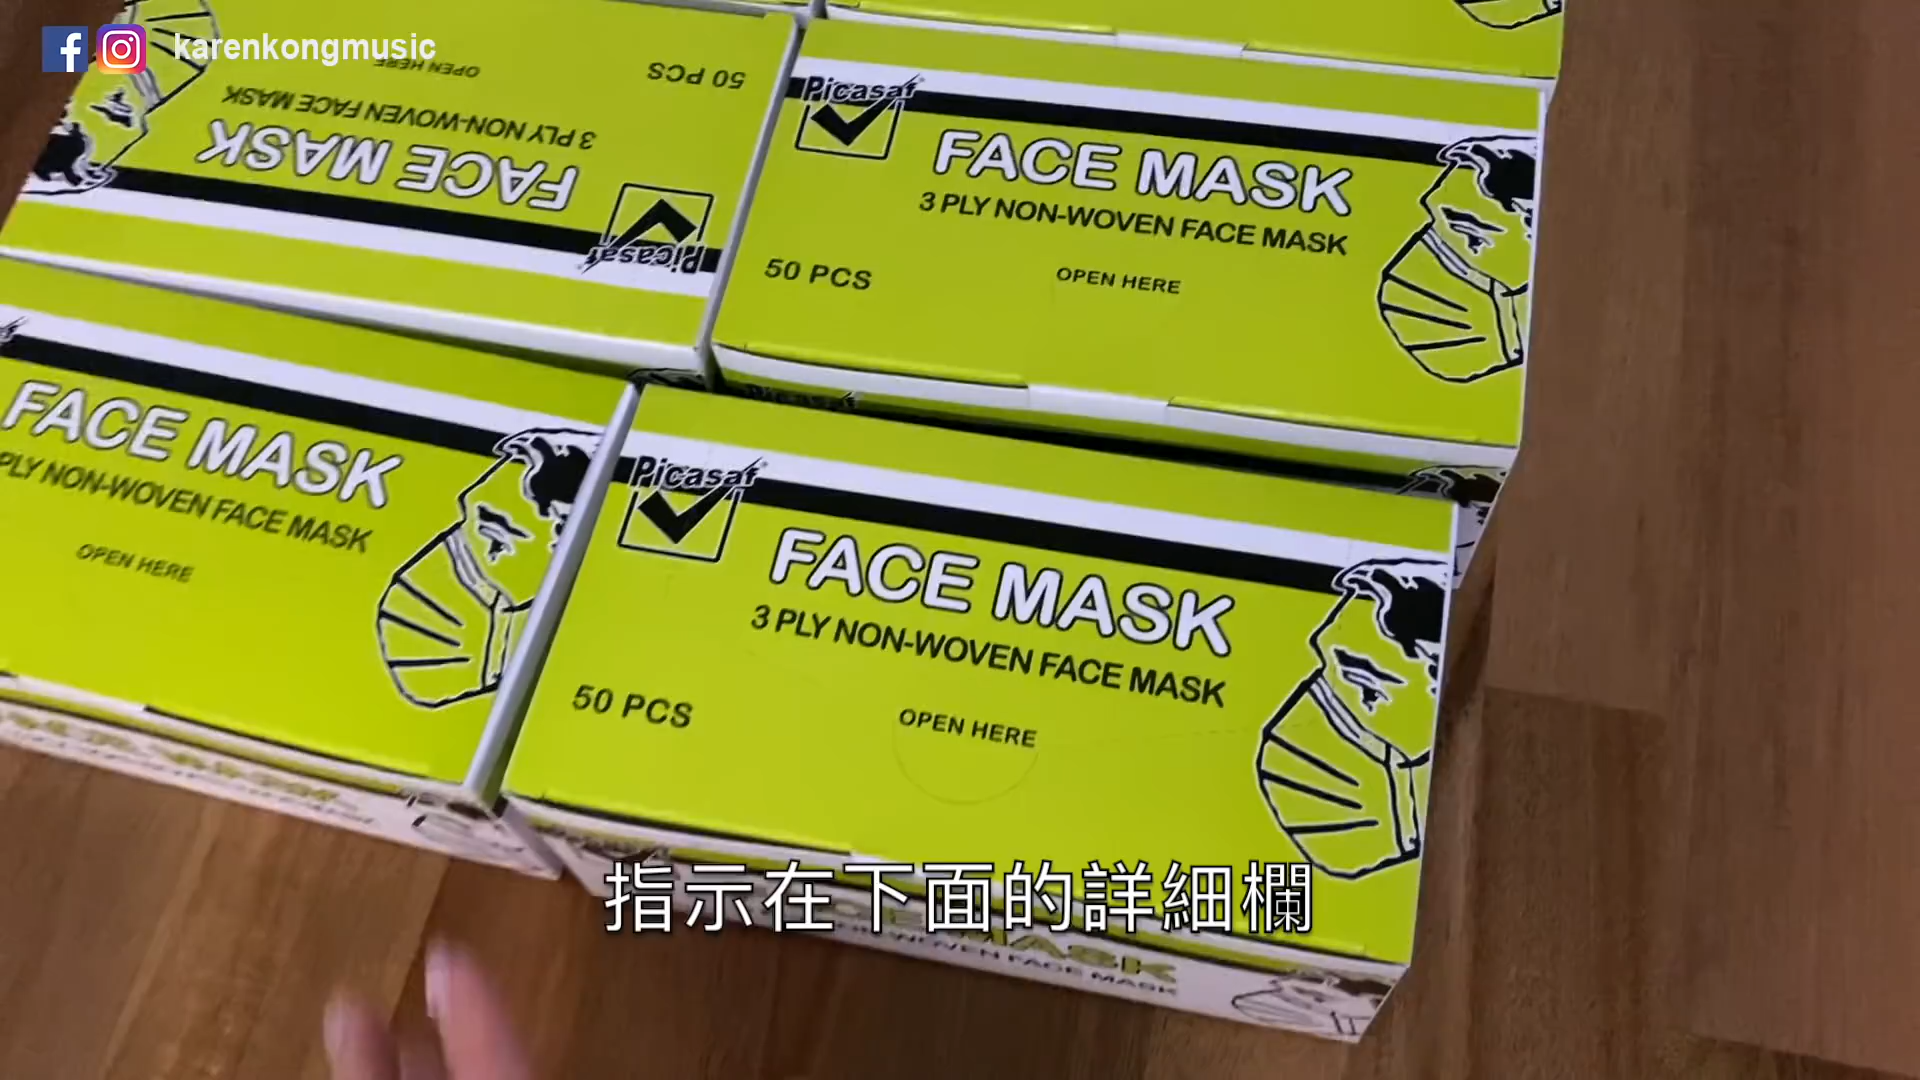 karenkongmusic
OPEN HERE
50 PCS
3 PLY NON-WOVEN FACE MASK
FACE MASK
Picasaf
Picasaf
FACE MASK
3 PLY NON-WOVEN FACE MASK
50 PCS
OPEN HERE
FACE MASK
PLY NON-WOVEN FACE MASK
OPEN HERE
Picasaf
FACE MASK
3 PLY NON-WOVEN FACE MASK
50 PCS
OPEN HERE
指示在下面的詳細欄
WOVEN FACE MASK